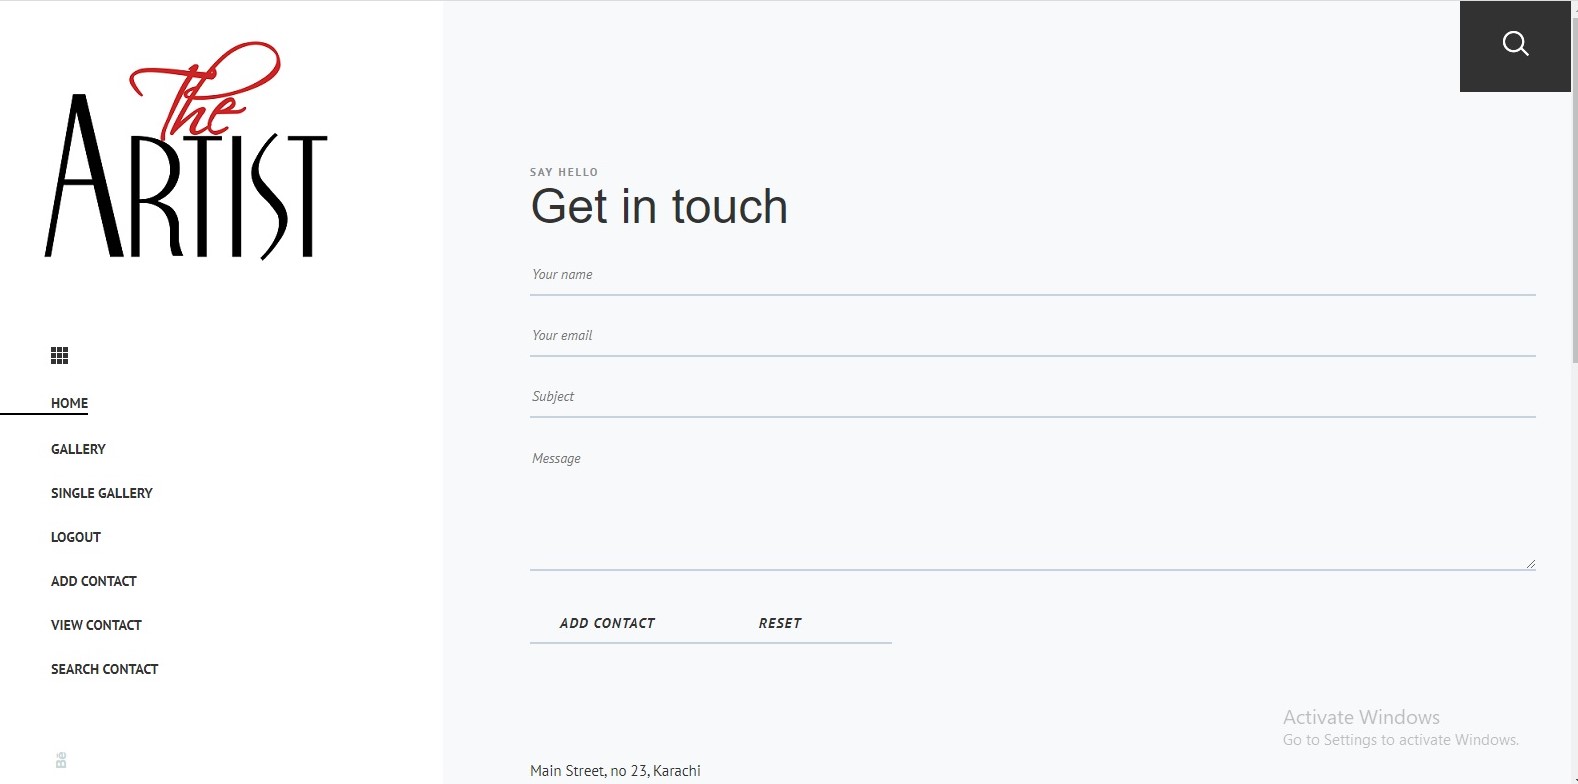 The
ARTIST
HOME
GALLERY
SINGLE GALLERY
LOGOUT
ADD CONTACT
VIEW CONTACT
SEARCH CONTACT
Bē
SAY HELLO
Get in touch
Your name
Your email
Subject
Message
ADD CONTACT RESET
Main Street, no 23, Karachi
Activate Windows
Go to Settings to activate Windows.